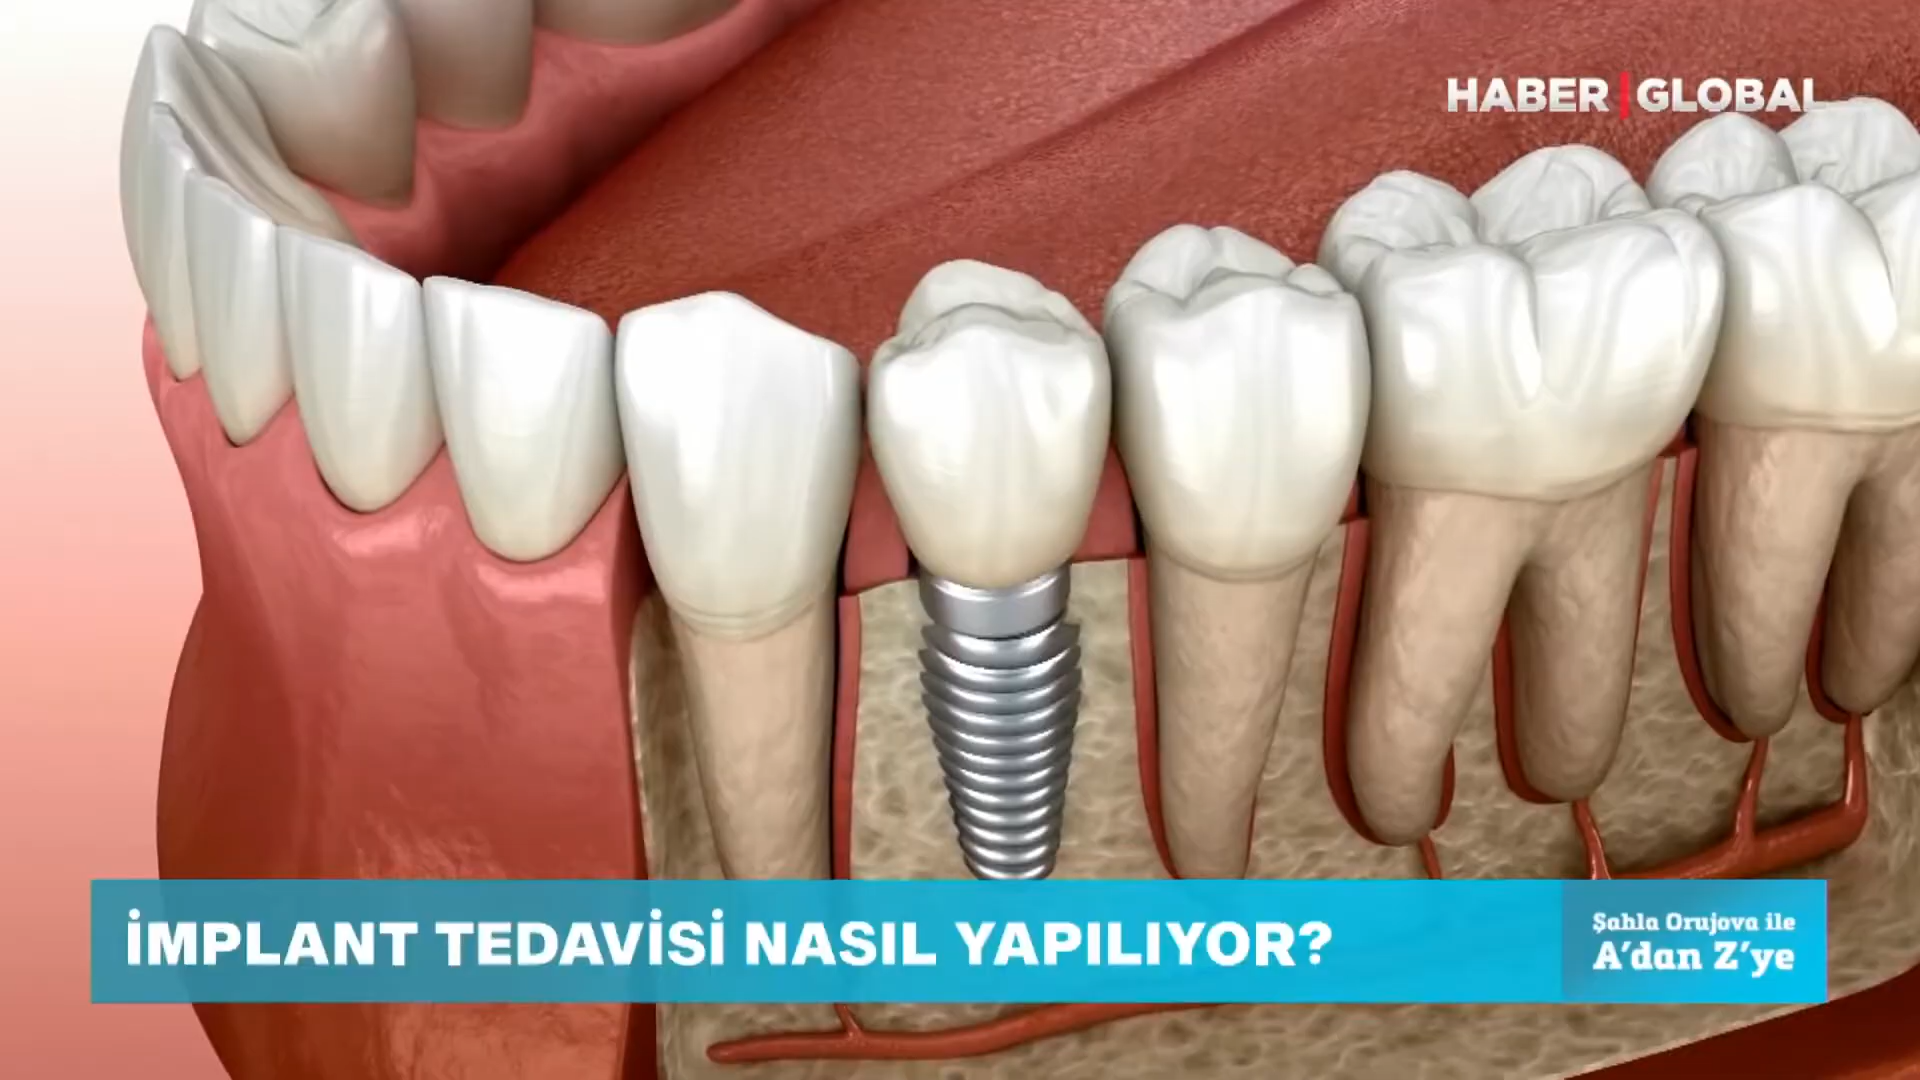 HABER GLOBAL
İMPLANT TEDAVİSİ NASIL YAPILIYOR?
Şahla Orujova ile
A'dan Z'ye